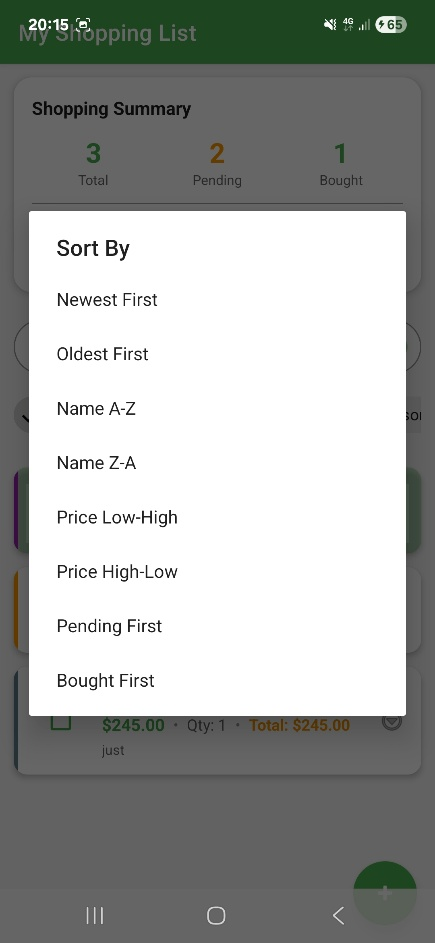 20:15 4G 65
My Shopping List
Shopping Summary
3 2 1
Total Pending Bought
Sort By
Newest First
Oldest First
Name A-Z
Name Z-A
Price Low-High
Price High-Low
Pending First
Bought First
$245.00 • Qty: 1 • Total: $245.00
just
+